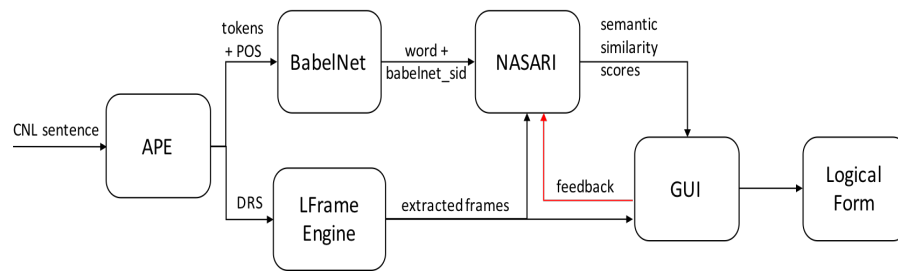 tokens
+ POS
BabelNet
word +
babelnet_sid
NASARI
semantic
similarity
scores
CNL sentence
APE
DRS
LFrame
Engine
extracted frames
feedback
GUI
Logical
Form